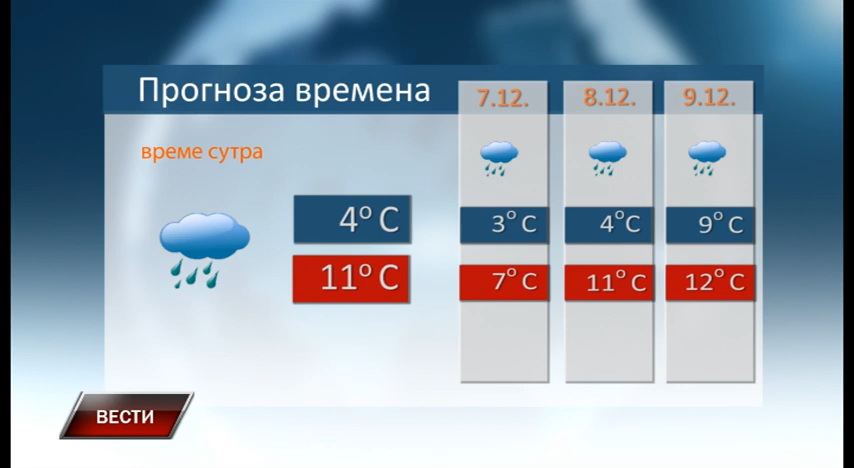 Прогноза времена
време сутра
4° C
11° C
7.12.
3° C
7° C
8.12.
4°C
11° C
9.12.
9° C
12° C
ВЕСТИ